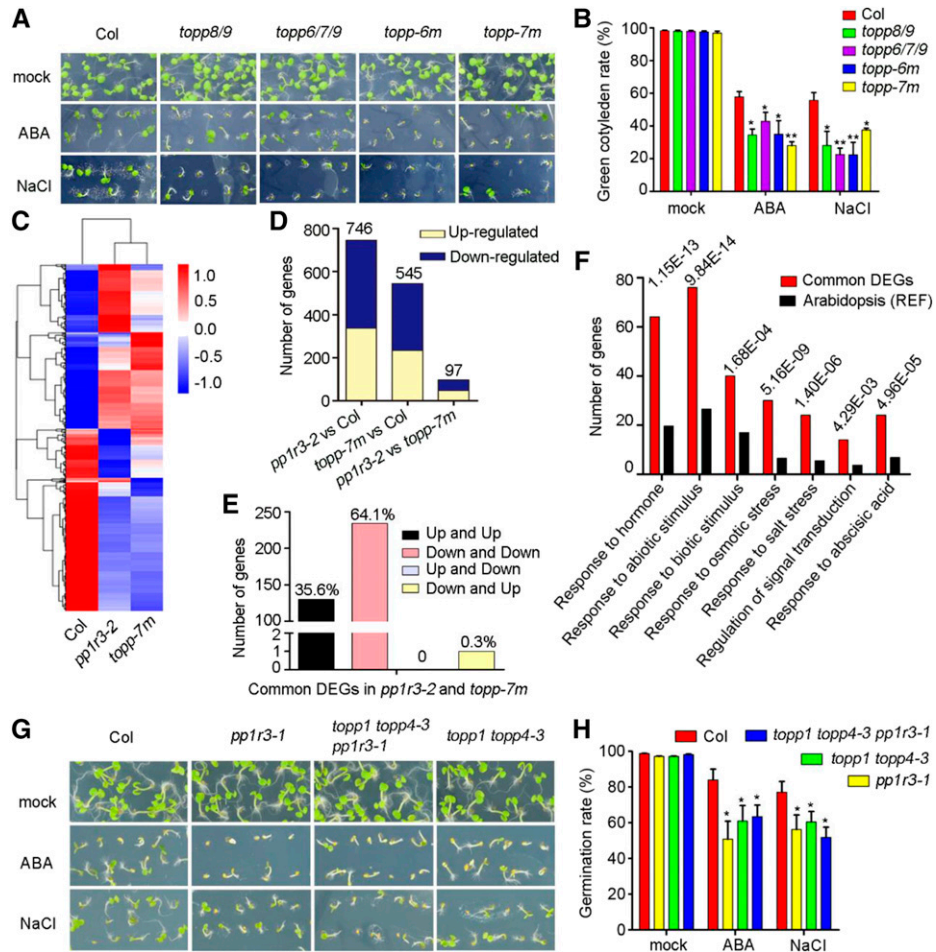 A
Col topp8/9 topp6/7/9 topp-6m topp-7m
mock
ABA
NaCl
B
Col
topp8/9
topp6/7/9
topp-6m
topp-7m
Green cotyleden rate (%)
100
80
60
40
20
0
* * * **
* ** ** *
mock ABA NaCl
C
1.0
0.5
0.0
-0.5
-1.0
Col pp1r3-2 topp-7m
D
Up-regulated
Down-regulated
Number of genes
800
600
400
200
0
746
545
97
pp1r3-2 vs Col
topp-7m vs Col
pp1r3-2 vs topp-7m
E
Number of genes
250
200
150
100
2
1
0
35.6%
64.1%
0
0.3%
Up and Up
Down and Down
Up and Down
Down and Up
Common DEGs in pp1r3-2 and topp-7m
F
Common DEGs
Arabidopsis (REF)
Number of genes
80
60
40
20
0
1.15E-13
9.84E-14
1.68E-04
5.16E-09
1.40E-06
4.29E-03
4.96E-05
Response to hormone
Response to abiotic stimulus
Response to biotic stimulus
Response to osmotic stress
Response to salt stress
Regulation of signal transduction
Response to abscisic acid
G
Col pp1r3-1 topp1 topp4-3 pp1r3-1 topp1 topp4-3
mock
ABA
NaCl
H
Col
topp1 topp4-3 pp1r3-1
topp1 topp4-3
pp1r3-1
Germination rate (%)
100
80
60
40
20
0
* * *
* * *
mock ABA NaCl